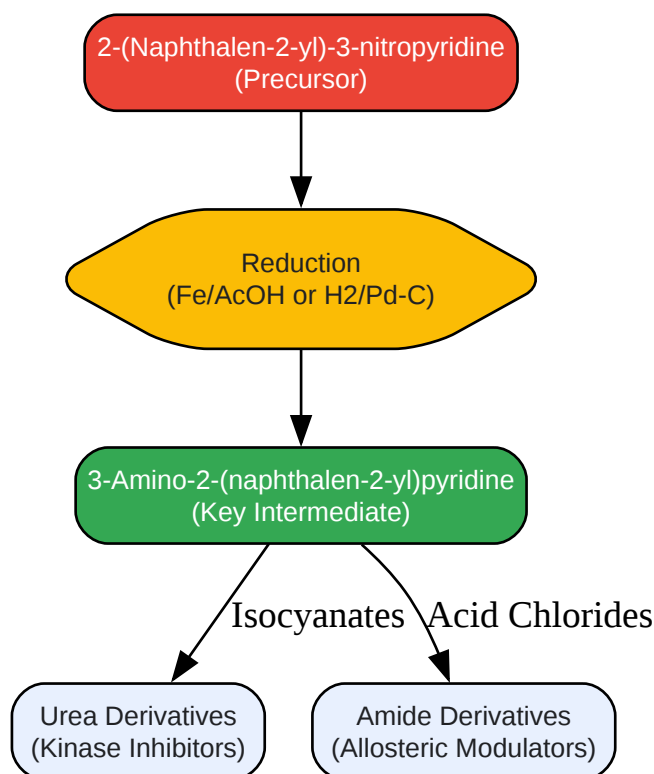 2-(Naphthalen-2-yl)-3-nitropyridine
(Precursor)
Reduction
(Fe/AcOH or H2/Pd-C)
3-Amino-2-(naphthalen-2-yl)pyridine
(Key Intermediate)
Isocyanates
Acid Chlorides
Urea Derivatives
(Kinase Inhibitors)
Amide Derivatives
(Allosteric Modulators)